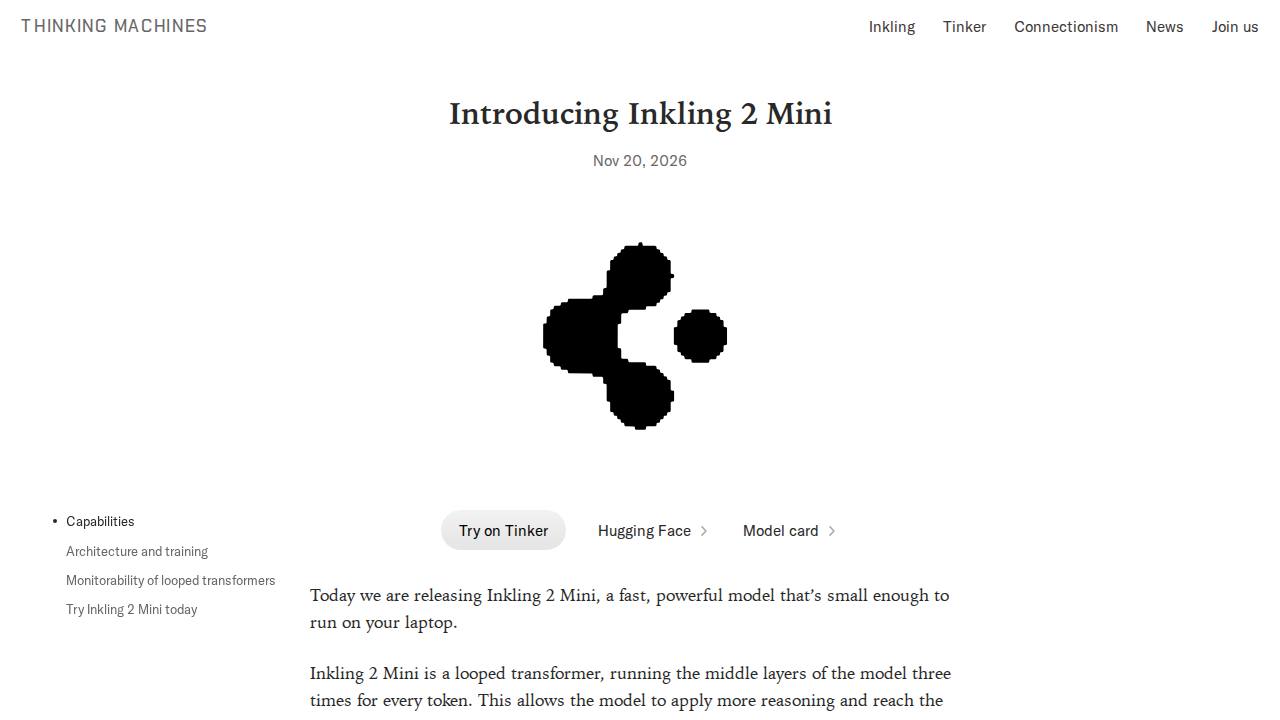 THINKING MACHINES
Inkling Tinker Connectionism News Join us
Introducing Inkling 2 Mini
Nov 20, 2026
Capabilities
Architecture and training
Monitorability of looped transformers
Try Inkling 2 Mini today
Try on Tinker Hugging Face Model card
Today we are releasing Inkling 2 Mini, a fast, powerful model that’s small enough to
run on your laptop.
Inkling 2 Mini is a looped transformer, running the middle layers of the model three
times for every token. This allows the model to apply more reasoning and reach the